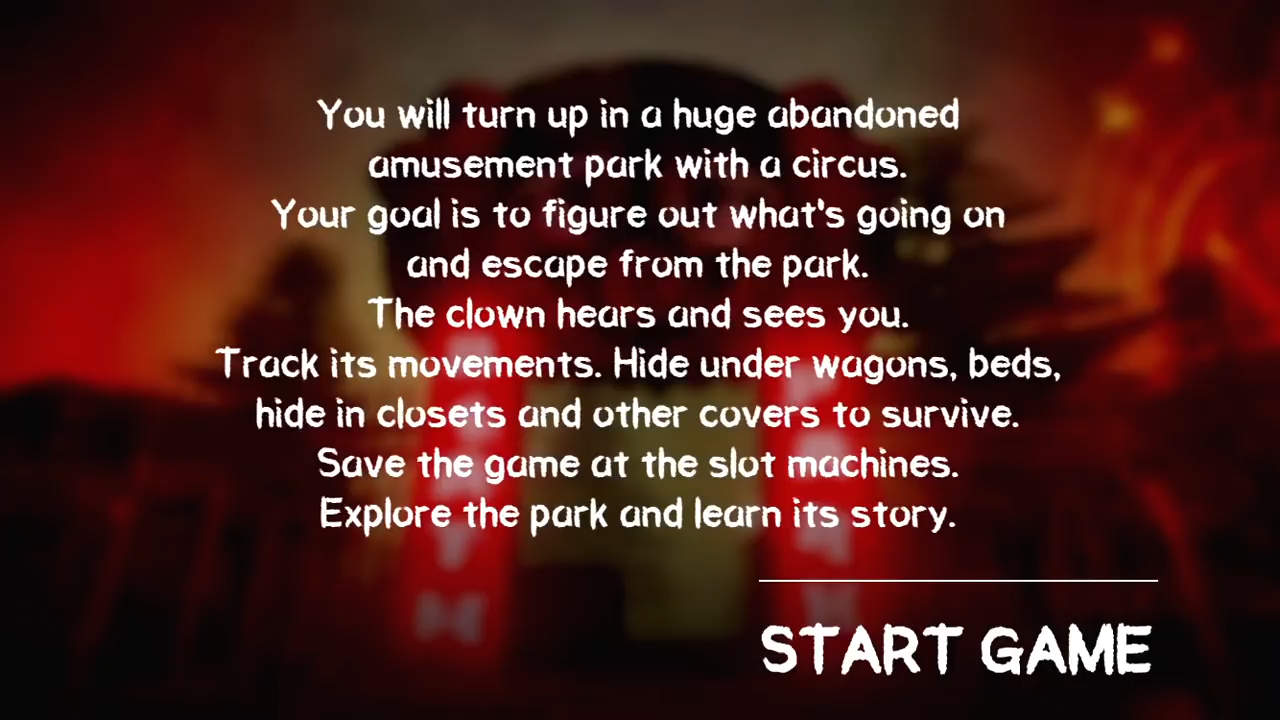 You will turn up in a huge abandoned
amusement park with a circus.
Your goal is to figure out what's going on
and escape from the park.
The clown hears and sees you.
Track its movements. Hide under wagons, beds,
hide in closets and other covers to survive.
Save the game at the slot machines.
Explore the park and learn its story.
START GAME